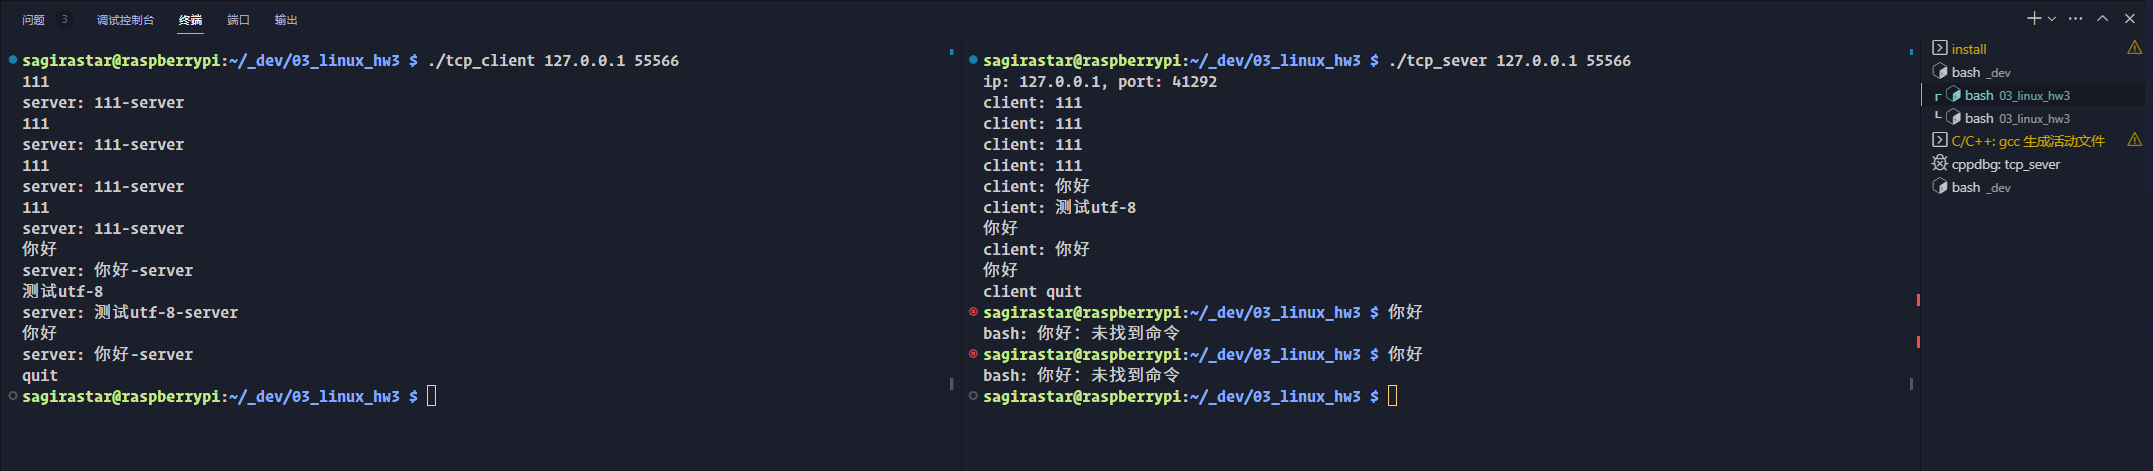 问题 3 调试控制台 终端 端口 输出
sagirastar@raspberrypi:~/_dev/03_linux_hw3 $ ./tcp_client 127.0.0.1 55566
111
server: 111-server
111
server: 111-server
111
server: 111-server
111
server: 111-server
你好
server: 你好-server
测试utf-8
server: 测试utf-8-server
你好
server: 你好-server
quit
sagirastar@raspberrypi:~/_dev/03_linux_hw3 $
sagirastar@raspberrypi:~/_dev/03_linux_hw3 $ ./tcp_sever 127.0.0.1 55566
ip: 127.0.0.1, port: 41292
client: 111
client: 111
client: 111
client: 111
client: 你好
client: 测试utf-8
你好
client: 你好
你好
client quit
sagirastar@raspberrypi:~/_dev/03_linux_hw3 $ 你好
bash: 你好: 未找到命令
sagirastar@raspberrypi:~/_dev/03_linux_hw3 $ 你好
bash: 你好: 未找到命令
sagirastar@raspberrypi:~/_dev/03_linux_hw3 $
install
bash _dev
bash 03_linux_hw3
bash 03_linux_hw3
C/C++: gcc 生成活动文件
cppdbg: tcp_sever
bash _dev